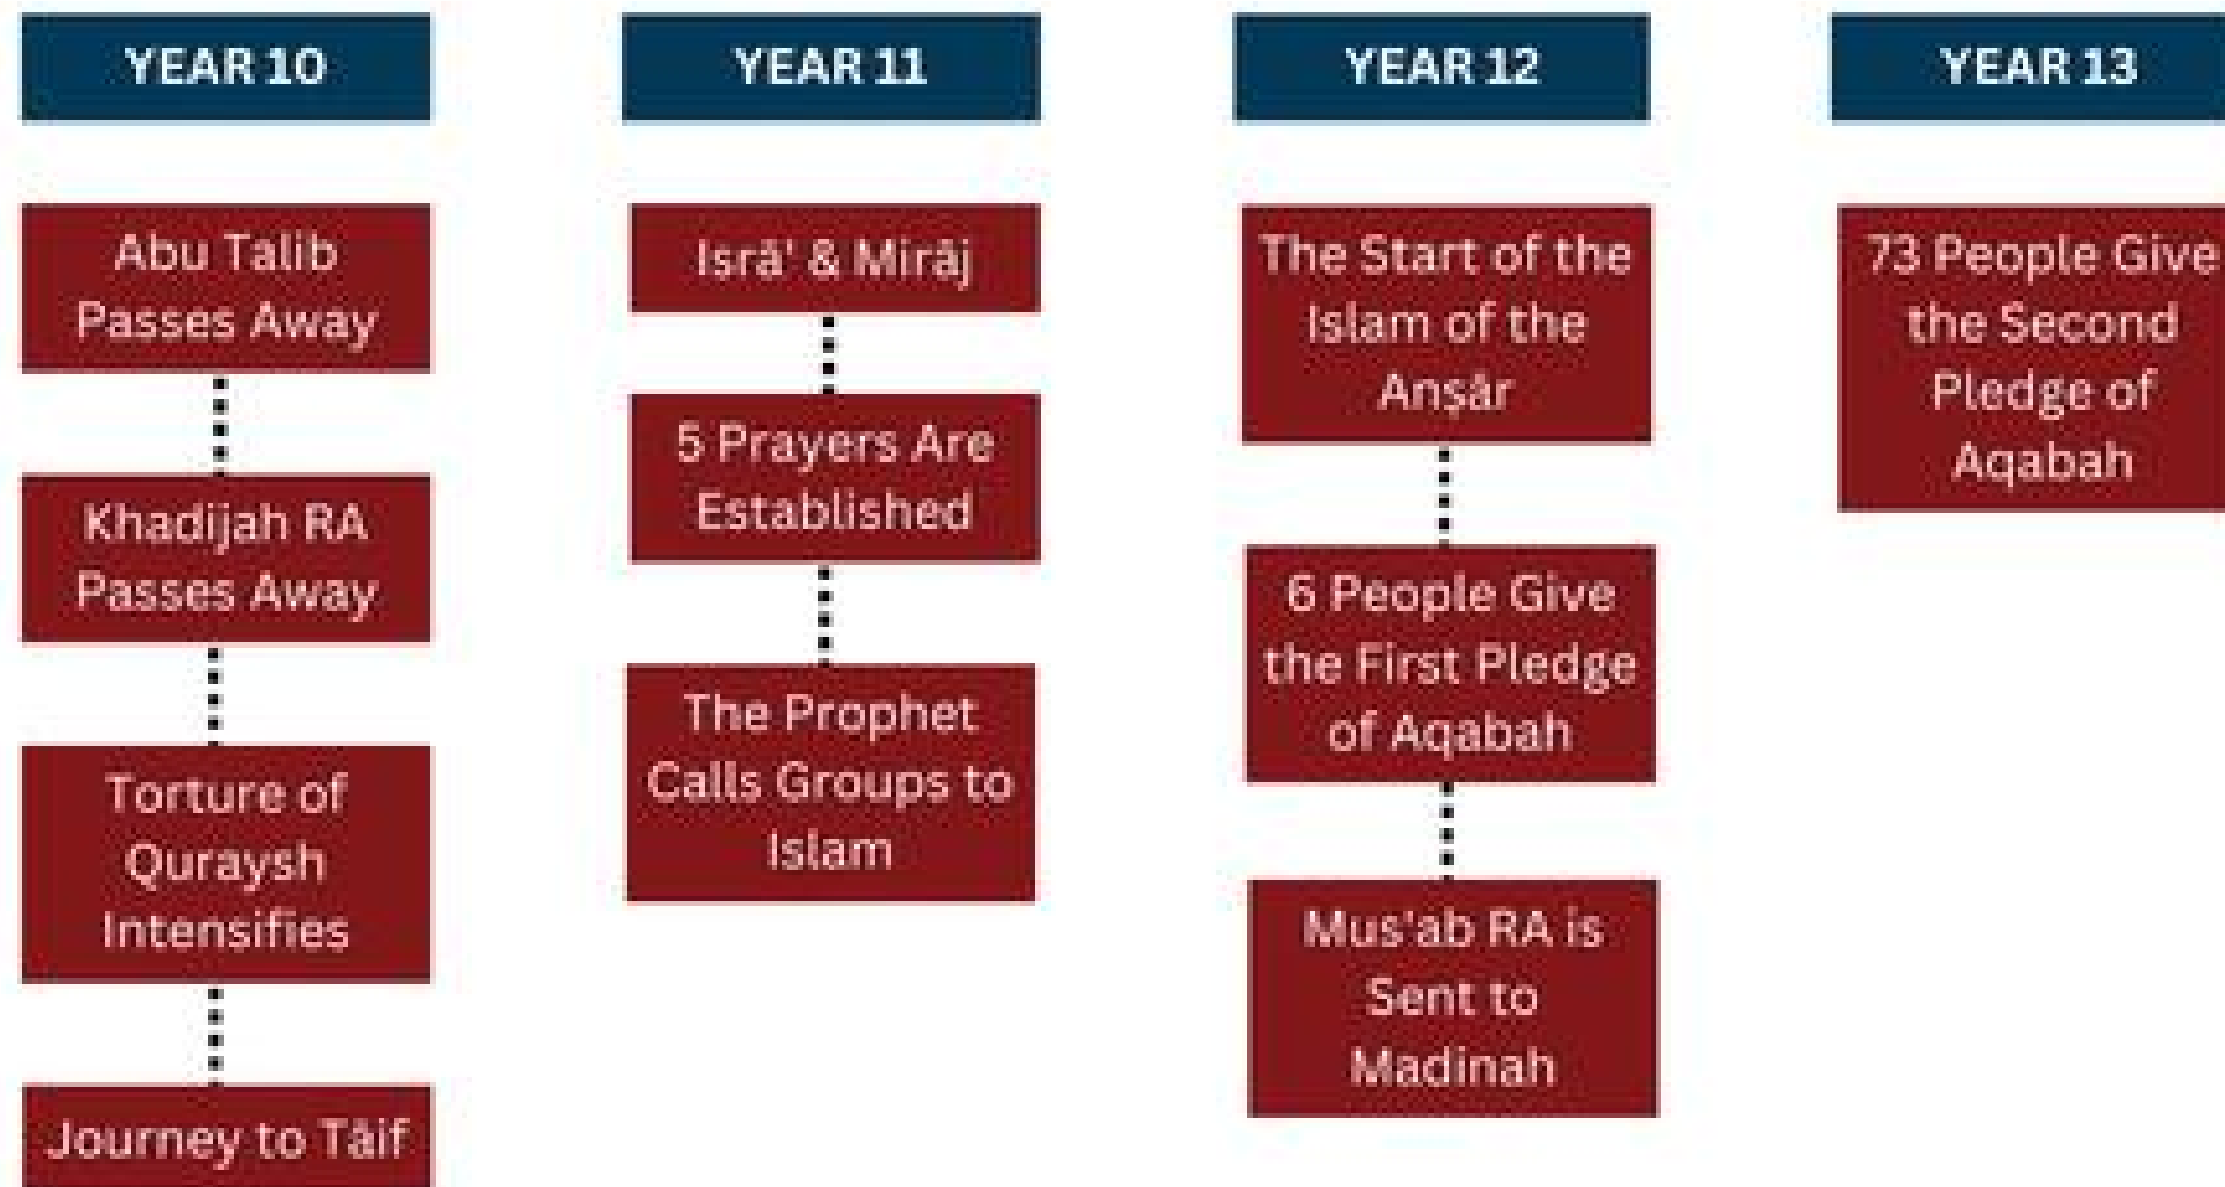 YEAR 10
Abu Talib
Passes Away
Khadijah RA
Passes Away
Torture of
Quraysh
Intensifies
Journey to Tâif
YEAR 11
Isrā' & Mirâj
5 Prayers Are
Established
The Prophet
Calls Groups to
Islam
YEAR 12
The Start of the
Islam of the
Anṣâr
6 People Give
the First Pledge
of Aqabah
Mus'ab RA is
Sent to
Madinah
YEAR 13
73 People Give
the Second
Pledge of
Aqabah